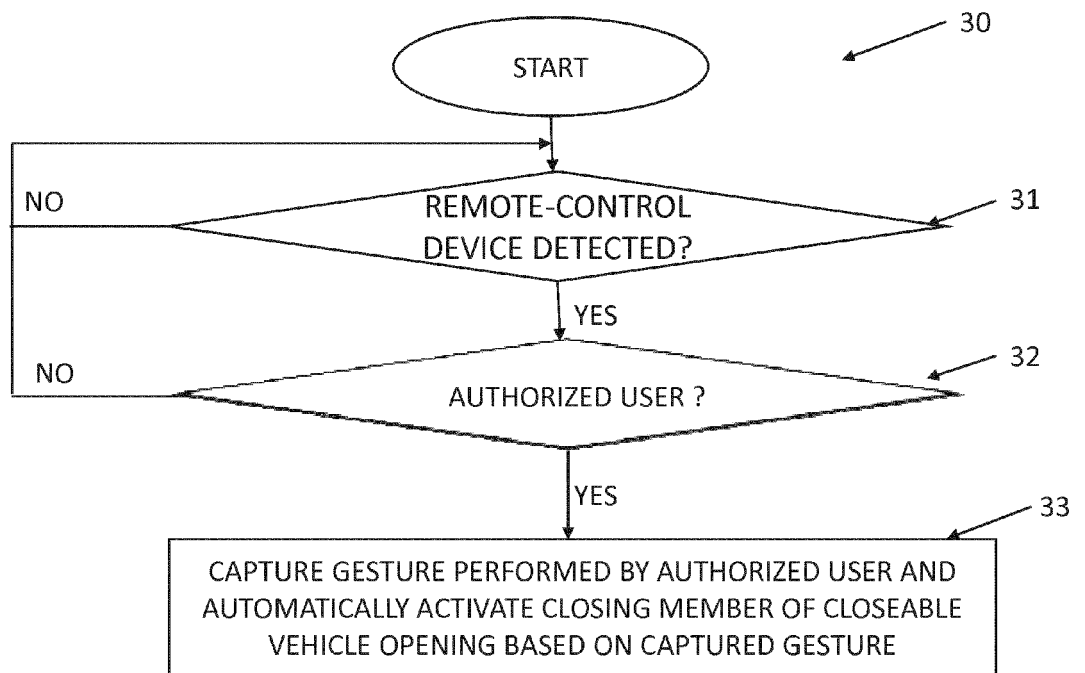 30
START
NO
REMOTE-CONTROL
DEVICE DETECTED?
31
YES
NO
AUTHORIZED USER ?
32
YES
33
CAPTURE GESTURE PERFORMED BY AUTHORIZED USER AND
AUTOMATICALLY ACTIVATE CLOSING MEMBER OF CLOSEABLE
VEHICLE OPENING BASED ON CAPTURED GESTURE